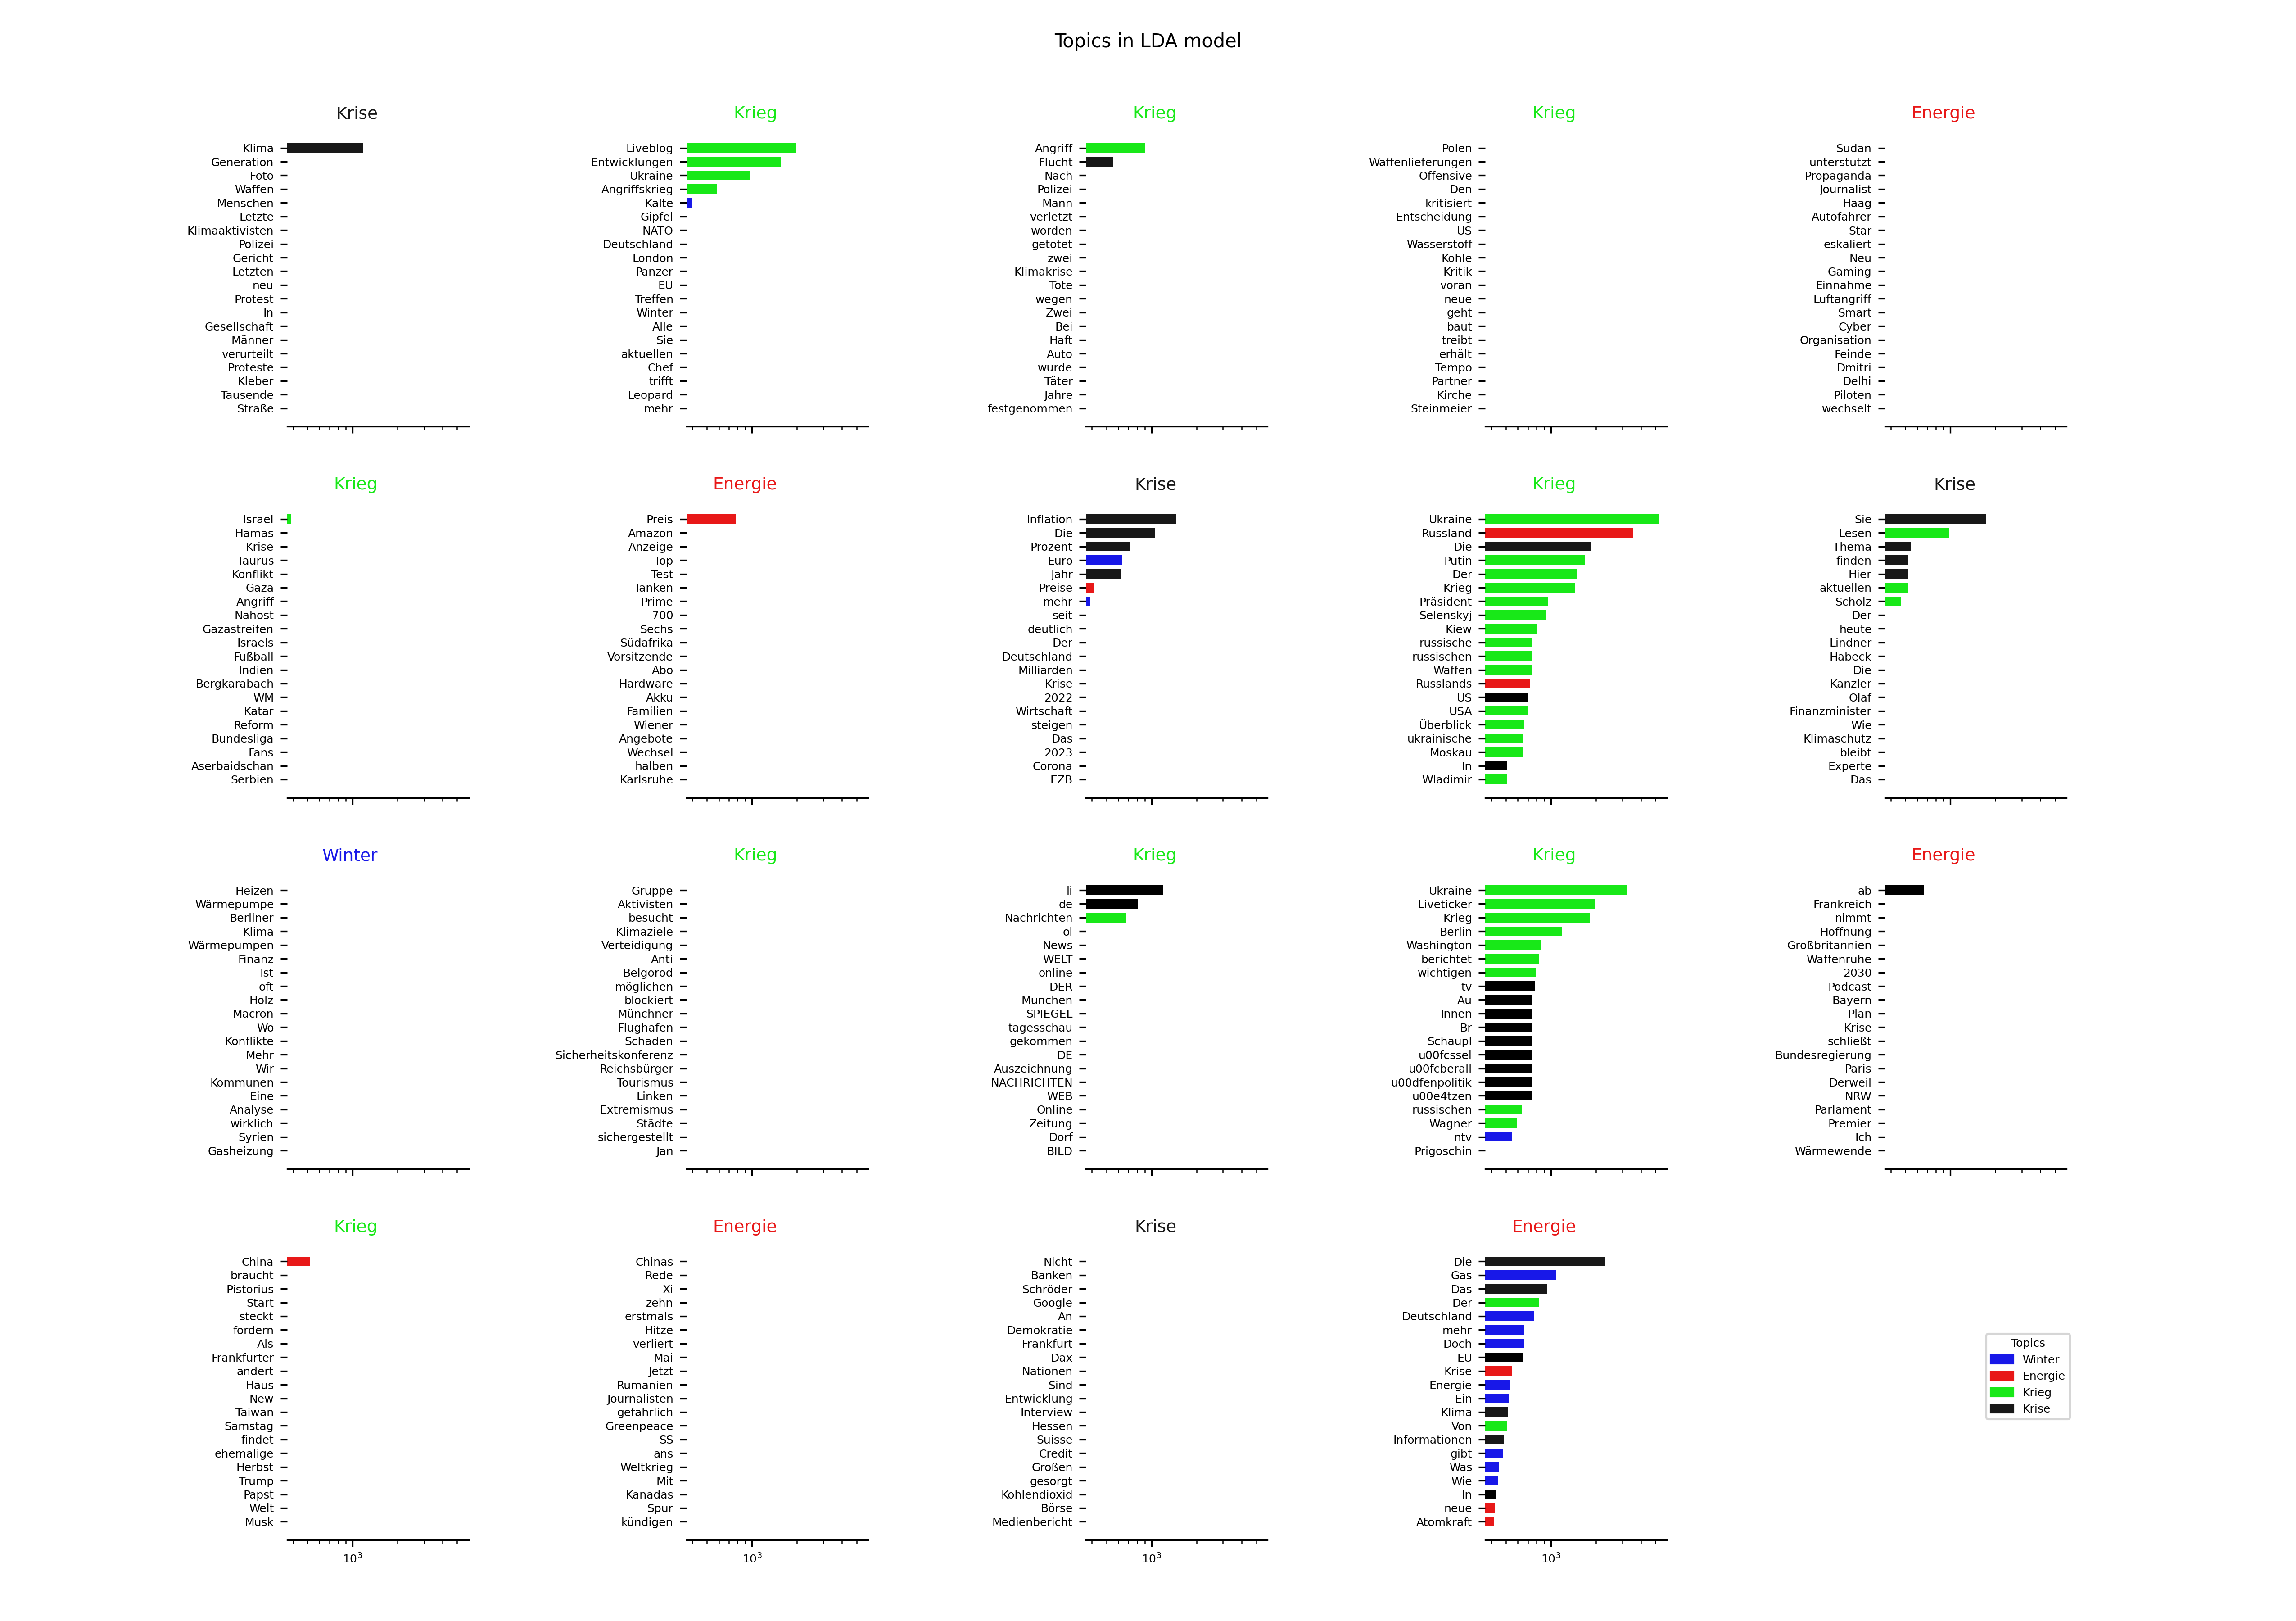 Topics in LDA model
Krise
Klima
Generation
Foto
Waffen
Menschen
Letzte
Klimaaktivisten
Polizei
Gericht
Letzten
neu
Protest
In
Gesellschaft
Männer
verurteilt
Proteste
Kleber
Tausende
Straße
Krieg
Liveblog
Entwicklungen
Ukraine
Angriffskrieg
Kälte
Gipfel
NATO
Deutschland
London
Panzer
EU
Treffen
Winter
Alle
Sie
aktuellen
Chef
trifft
Leopard
mehr
Krieg
Angriff
Flucht
Nach
Polizei
Mann
verletzt
worden
getötet
zwei
Klimakrise
Tote
wegen
Zwei
Bei
Haft
Auto
wurde
Täter
Jahre
festgenommen
Krieg
Polen
Waffenlieferungen
Offensive
Den
kritisiert
Entscheidung
US
Wasserstoff
Kohle
Kritik
voran
neue
geht
baut
treibt
erhält
Tempo
Partner
Kirche
Steinmeier
Energie
Sudan
unterstützt
Propaganda
Journalist
Haag
Autofahrer
Star
eskaliert
Neu
Gaming
Einnahme
Luftangriff
Smart
Cyber
Organisation
Feinde
Dmitri
Delhi
Piloten
wechselt
Krieg
Israel
Hamas
Krise
Taurus
Konflikt
Gaza
Angriff
Nahost
Gazastreifen
Israels
Fußball
Indien
Bergkarabach
WM
Katar
Reform
Bundesliga
Fans
Aserbaidschan
Serbien
Energie
Preis
Amazon
Anzeige
Top
Test
Tanken
Prime
700
Sechs
Südafrika
Vorsitzende
Abo
Hardware
Akku
Familien
Wiener
Angebote
Wechsel
halben
Karlsruhe
Krise
Inflation
Die
Prozent
Euro
Jahr
Preise
mehr
seit
deutlich
Der
Deutschland
Milliarden
Krise
2022
Wirtschaft
steigen
Das
2023
Corona
EZB
Krieg
Ukraine
Russland
Die
Putin
Der
Krieg
Präsident
Selenskyj
Kiew
russische
russischen
Waffen
Russlands
US
USA
Überblick
ukrainische
Moskau
In
Wladimir
Krise
Sie
Lesen
Thema
finden
Hier
aktuellen
Scholz
Der
heute
Lindner
Habeck
Die
Kanzler
Olaf
Finanzminister
Wie
Klimaschutz
bleibt
Experte
Das
Winter
Heizen
Wärmepumpe
Berliner
Klima
Wärmepumpen
Finanz
Ist
oft
Holz
Macron
Wo
Konflikte
Mehr
Wir
Kommunen
Eine
Analyse
wirklich
Syrien
Gasheizung
Krieg
Gruppe
Aktivisten
besucht
Klimaziele
Verteidigung
Anti
Belgorod
möglichen
blockiert
Münchner
Flughafen
Schaden
Sicherheitskonferenz
Reichsbürger
Tourismus
Linken
Extremismus
Städte
sichergestellt
Jan
Krieg
li
de
Nachrichten
ol
News
WELT
online
DER
München
SPIEGEL
tagesschau
gekommen
DE
Auszeichnung
NACHRICHTEN
WEB
Online
Zeitung
Dorf
BILD
Krieg
Ukraine
Liveticker
Krieg
Berlin
Washington
berichtet
wichtigen
tv
Au
Innen
Br
Schaupl
u00fcssel
u00fcberall
u00dfenpolitik
u00e4tzen
russischen
Wagner
ntv
Prigoschin
Energie
ab
Frankreich
nimmt
Hoffnung
Großbritannien
Waffenruhe
2030
Podcast
Bayern
Plan
Krise
schließt
Bundesregierung
Paris
Derweil
NRW
Parlament
Premier
Ich
Wärmewende
Krieg
China
braucht
Pistorius
Start
steckt
fordern
Als
Frankfurter
ändert
Haus
New
Taiwan
Samstag
findet
ehemalige
Herbst
Trump
Papst
Welt
Musk
10³
Energie
Chinas
Rede
Xi
zehn
erstmals
Hitze
verliert
Mai
Jetzt
Rumänien
Journalisten
gefährlich
Greenpeace
SS
ans
Weltkrieg
Mit
Kanadas
Spur
kündigen
10³
Krise
Nicht
Banken
Schröder
Google
An
Demokratie
Frankfurt
Dax
Nationen
Sind
Entwicklung
Interview
Hessen
Suisse
Credit
Großen
gesorgt
Kohlendioxid
Börse
Medienbericht
10³
Energie
Die
Gas
Das
Der
Deutschland
mehr
Doch
EU
Krise
Energie
Ein
Klima
Von
Informationen
gibt
Was
Wie
In
neue
Atomkraft
10³
Topics
Winter
Energie
Krieg
Krise